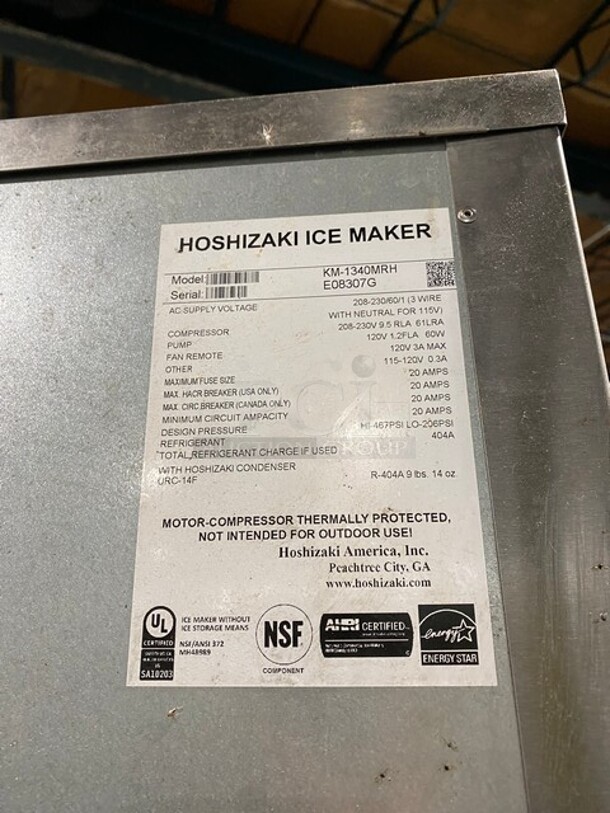 HOSHIZAKI ICE MAKER
Model: KM-1340MRH
Serial: E08307G
AC SUPPLY VOLTAGE 208-230/60/1 (3 WIRE
WITH NEUTRAL FOR 115V)
COMPRESSOR 208-230V 9.5 RLA 61LRA
PUMP 120V 1.2FLA 60W
FAN REMOTE 120V 3A MAX
OTHER 115-120V 0.3A
MAXIMUM FUSE SIZE 20 AMPS
MAX. HACR BREAKER (USA ONLY) 20 AMPS
MAX. CIRC BREAKER (CANADA ONLY) 20 AMPS
MINIMUM CIRCUIT AMPACITY 20 AMPS
DESIGN PRESSURE HI-467PSI LO-206PSI
REFRIGERANT 404A
TOTAL REFRIGERANT CHARGE IF USED
WITH HOSHIZAKI CONDENSER
URC-14F R-404A 9 lbs. 14 oz.
MOTOR-COMPRESSOR THERMALLY PROTECTED,
NOT INTENDED FOR OUTDOOR USE!
Hoshizaki America, Inc.
Peachtree City, GA
www.hoshizaki.com
UL
CERTIFIED
SA10203
ICE MAKER WITHOUT
ICE STORAGE MEANS
NSF/ANSI 372
MH48989
NSF
COMPONENT
AHRI CERTIFIED
energy
ENERGY STAR